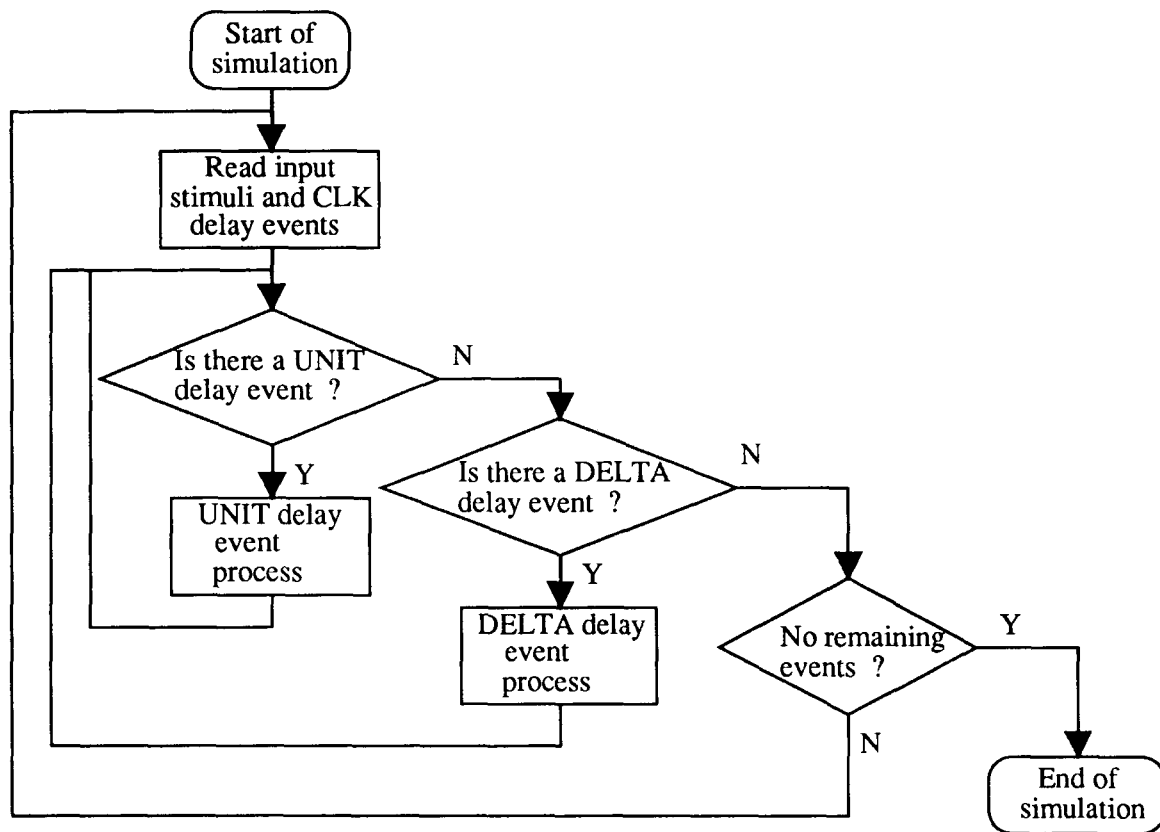 Start of
simulation
Read input
stimuli and CLK
delay events
Is there a UNIT
delay event ?
N
Y
UNIT delay
event
process
Is there a DELTA
delay event ?
N
Y
DELTA delay
event
process
No remaining
events ?
Y
N
End of
simulation